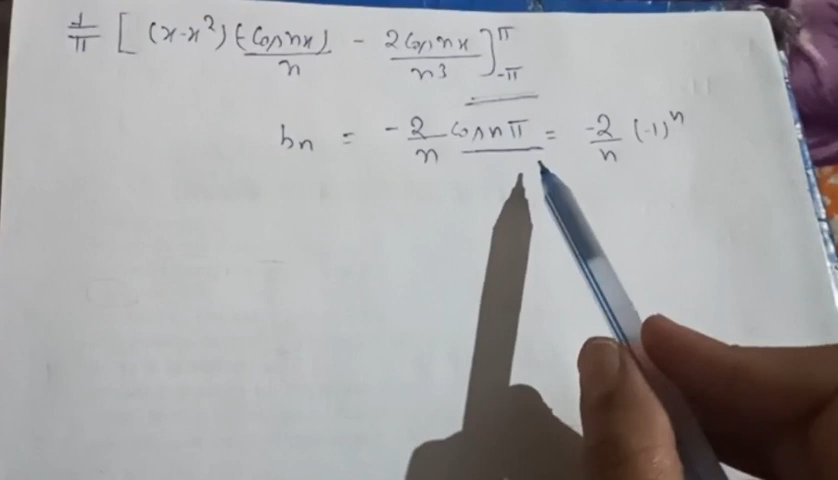 1/π [ (x-x²) (-cos nx)/n - 2cos nx/n³ ]_{-π}^{π}
bn = -2/n cos nπ = -2/n (-1)ⁿ